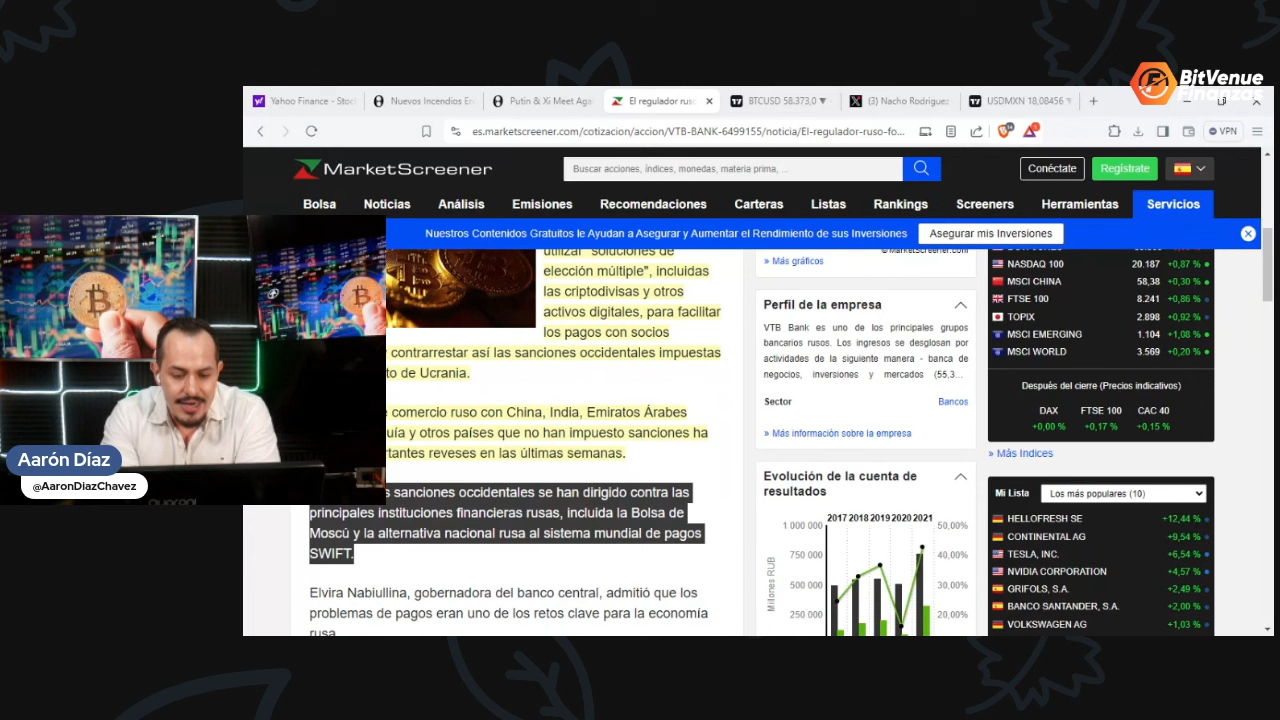 BitVenue
Finanzas
Yahoo Finance - Stoc
Nuevos Incendios En
Putin & Xi Meet Aga
El regulador ruso
BTCUSD 58.373,0 ▼
(3) Nacho Rodriguez
USDMXN 18,08456
es.marketscreener.com/cotizacion/accion/VTB-BANK-6499155/noticia/El-regulador-ruso-fo...
VPN
MarketScreener
Buscar acciones, índices, monedas, materia prima, ...
Conéctate
Regístrate
Bolsa
Noticias
Análisis
Emisiones
Recomendaciones
Carteras
Listas
Rankings
Screeners
Herramientas
Servicios
Nuestros Contenidos Gratuitos le Ayudan a Asegurar y Aumentar el Rendimiento de sus Inversiones
Asegurar mis Inversiones
utilizar "soluciones de
elección múltiple", incluidas
las criptodivisas y otros
activos digitales, para facilitar
los pagos con socios
contrarrestar así las sanciones occidentales impuestas
to de Ucrania.
comercio ruso con China, India, Emiratos Árabes
uía y otros países que no han impuesto sanciones ha
rtantes reveses en las últimas semanas.
s sanciones occidentales se han dirigido contra las
principales instituciones financieras rusas, incluida la Bolsa de
Moscú y la alternativa nacional rusa al sistema mundial de pagos
SWIFT.
Elvira Nabiullina, gobernadora del banco central, admitió que los
problemas de pagos eran uno de los retos clave para la economía
rusa.
©MarketScreener.com
» Más gráficos
Perfil de la empresa
VTB Bank es uno de los principales grupos
bancarios rusos. Los ingresos se desglosan por
actividades de la siguiente manera - banca de
negocios, inversiones y mercados (55,3...
Sector
Bancos
» Más información sobre la empresa
Evolución de la cuenta de
resultados
2017 2018 2019 2020 2021
1 000 000
750 000
500 000
250 000
50,00%
40,00%
30,00%
20,00%
Millones RUB
NASDAQ 100 20.187 +0,87 %
MSCI CHINA 58,38 +0,30 %
FTSE 100 8.241 +0,86 %
TOPIX 2.898 +0,92 %
MSCI EMERGING 1.104 +1,08 %
MSCI WORLD 3.569 +0,20 %
Después del cierre (Precios indicativos)
DAX FTSE 100 CAC 40
+0,00 % +0,17 % +0,15 %
» Más Indices
Mi Lista
Los más populares (10)
HELLOFRESH SE +12,44 %
CONTINENTAL AG +9,54 %
TESLA, INC. +6,54 %
NVIDIA CORPORATION +4,57 %
GRIFOLS, S.A. +2,49 %
BANCO SANTANDER, S.A. +2,00 %
VOLKSWAGEN AG +1,03 %
Aarón Díaz
@AaronDiazChavez